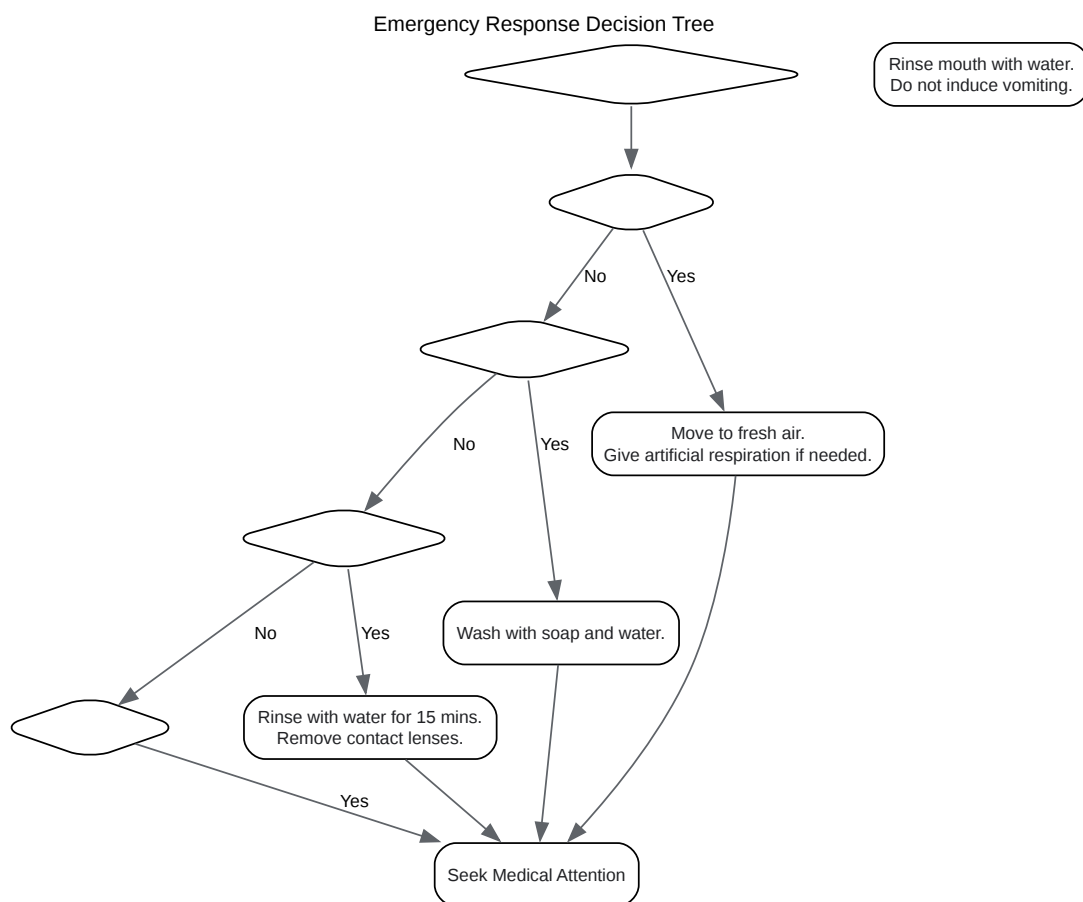 Emergency Response Decision Tree
Rinse mouth with water.
Do not induce vomiting.
No
Yes
Move to fresh air.
Give artificial respiration if needed.
No
Yes
No
Yes
Wash with soap and water.
Rinse with water for 15 mins.
Remove contact lenses.
Yes
Seek Medical Attention